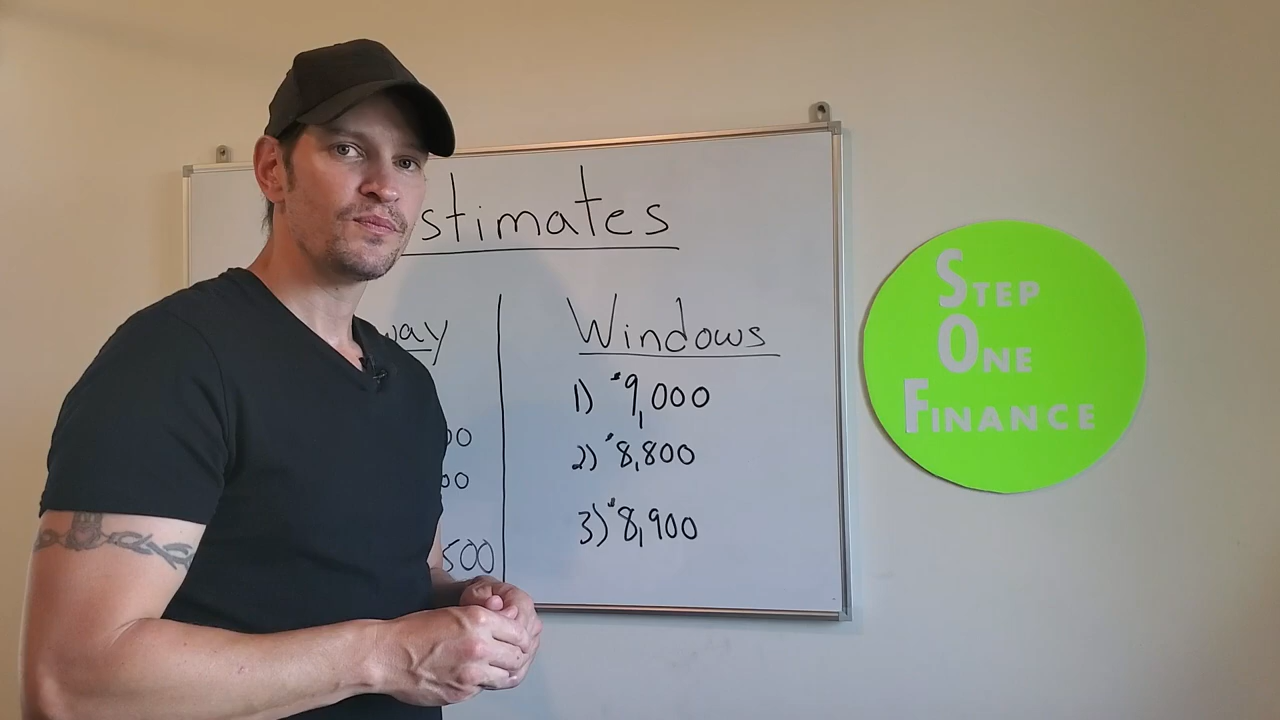 stimates
way
Windows
1) $9,000
2) $8,800
3) $8,900
00
00
500
STEP
ONE
FINANCE